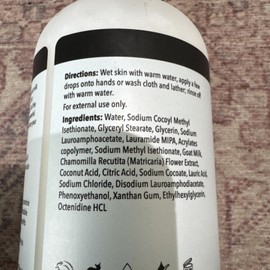 Directions: Wet skin with warm water, apply a few
drops onto hands or wash cloth and lather; rinse off
with warm water.
For external use only.
Ingredients: Water, Sodium Cocoyl Methyl
Isethionate, Glyceryl Stearate, Glycerin, Sodium
Lauroamphoacetate, Lauramide MIPA, Acrylates
copolymer, Sodium Methyl Isethionate, Goat Milk,
Chamomilla Recutita (Matricaria) Flower Extract,
Coconut Acid, Citric Acid, Sodium Cocoate, Lauric Acid,
Sodium Chloride, Disodium Lauroamphodiacetate,
Phenoxyethanol, Xanthan Gum, Ethylhexylglycerin,
Octenidine HCL